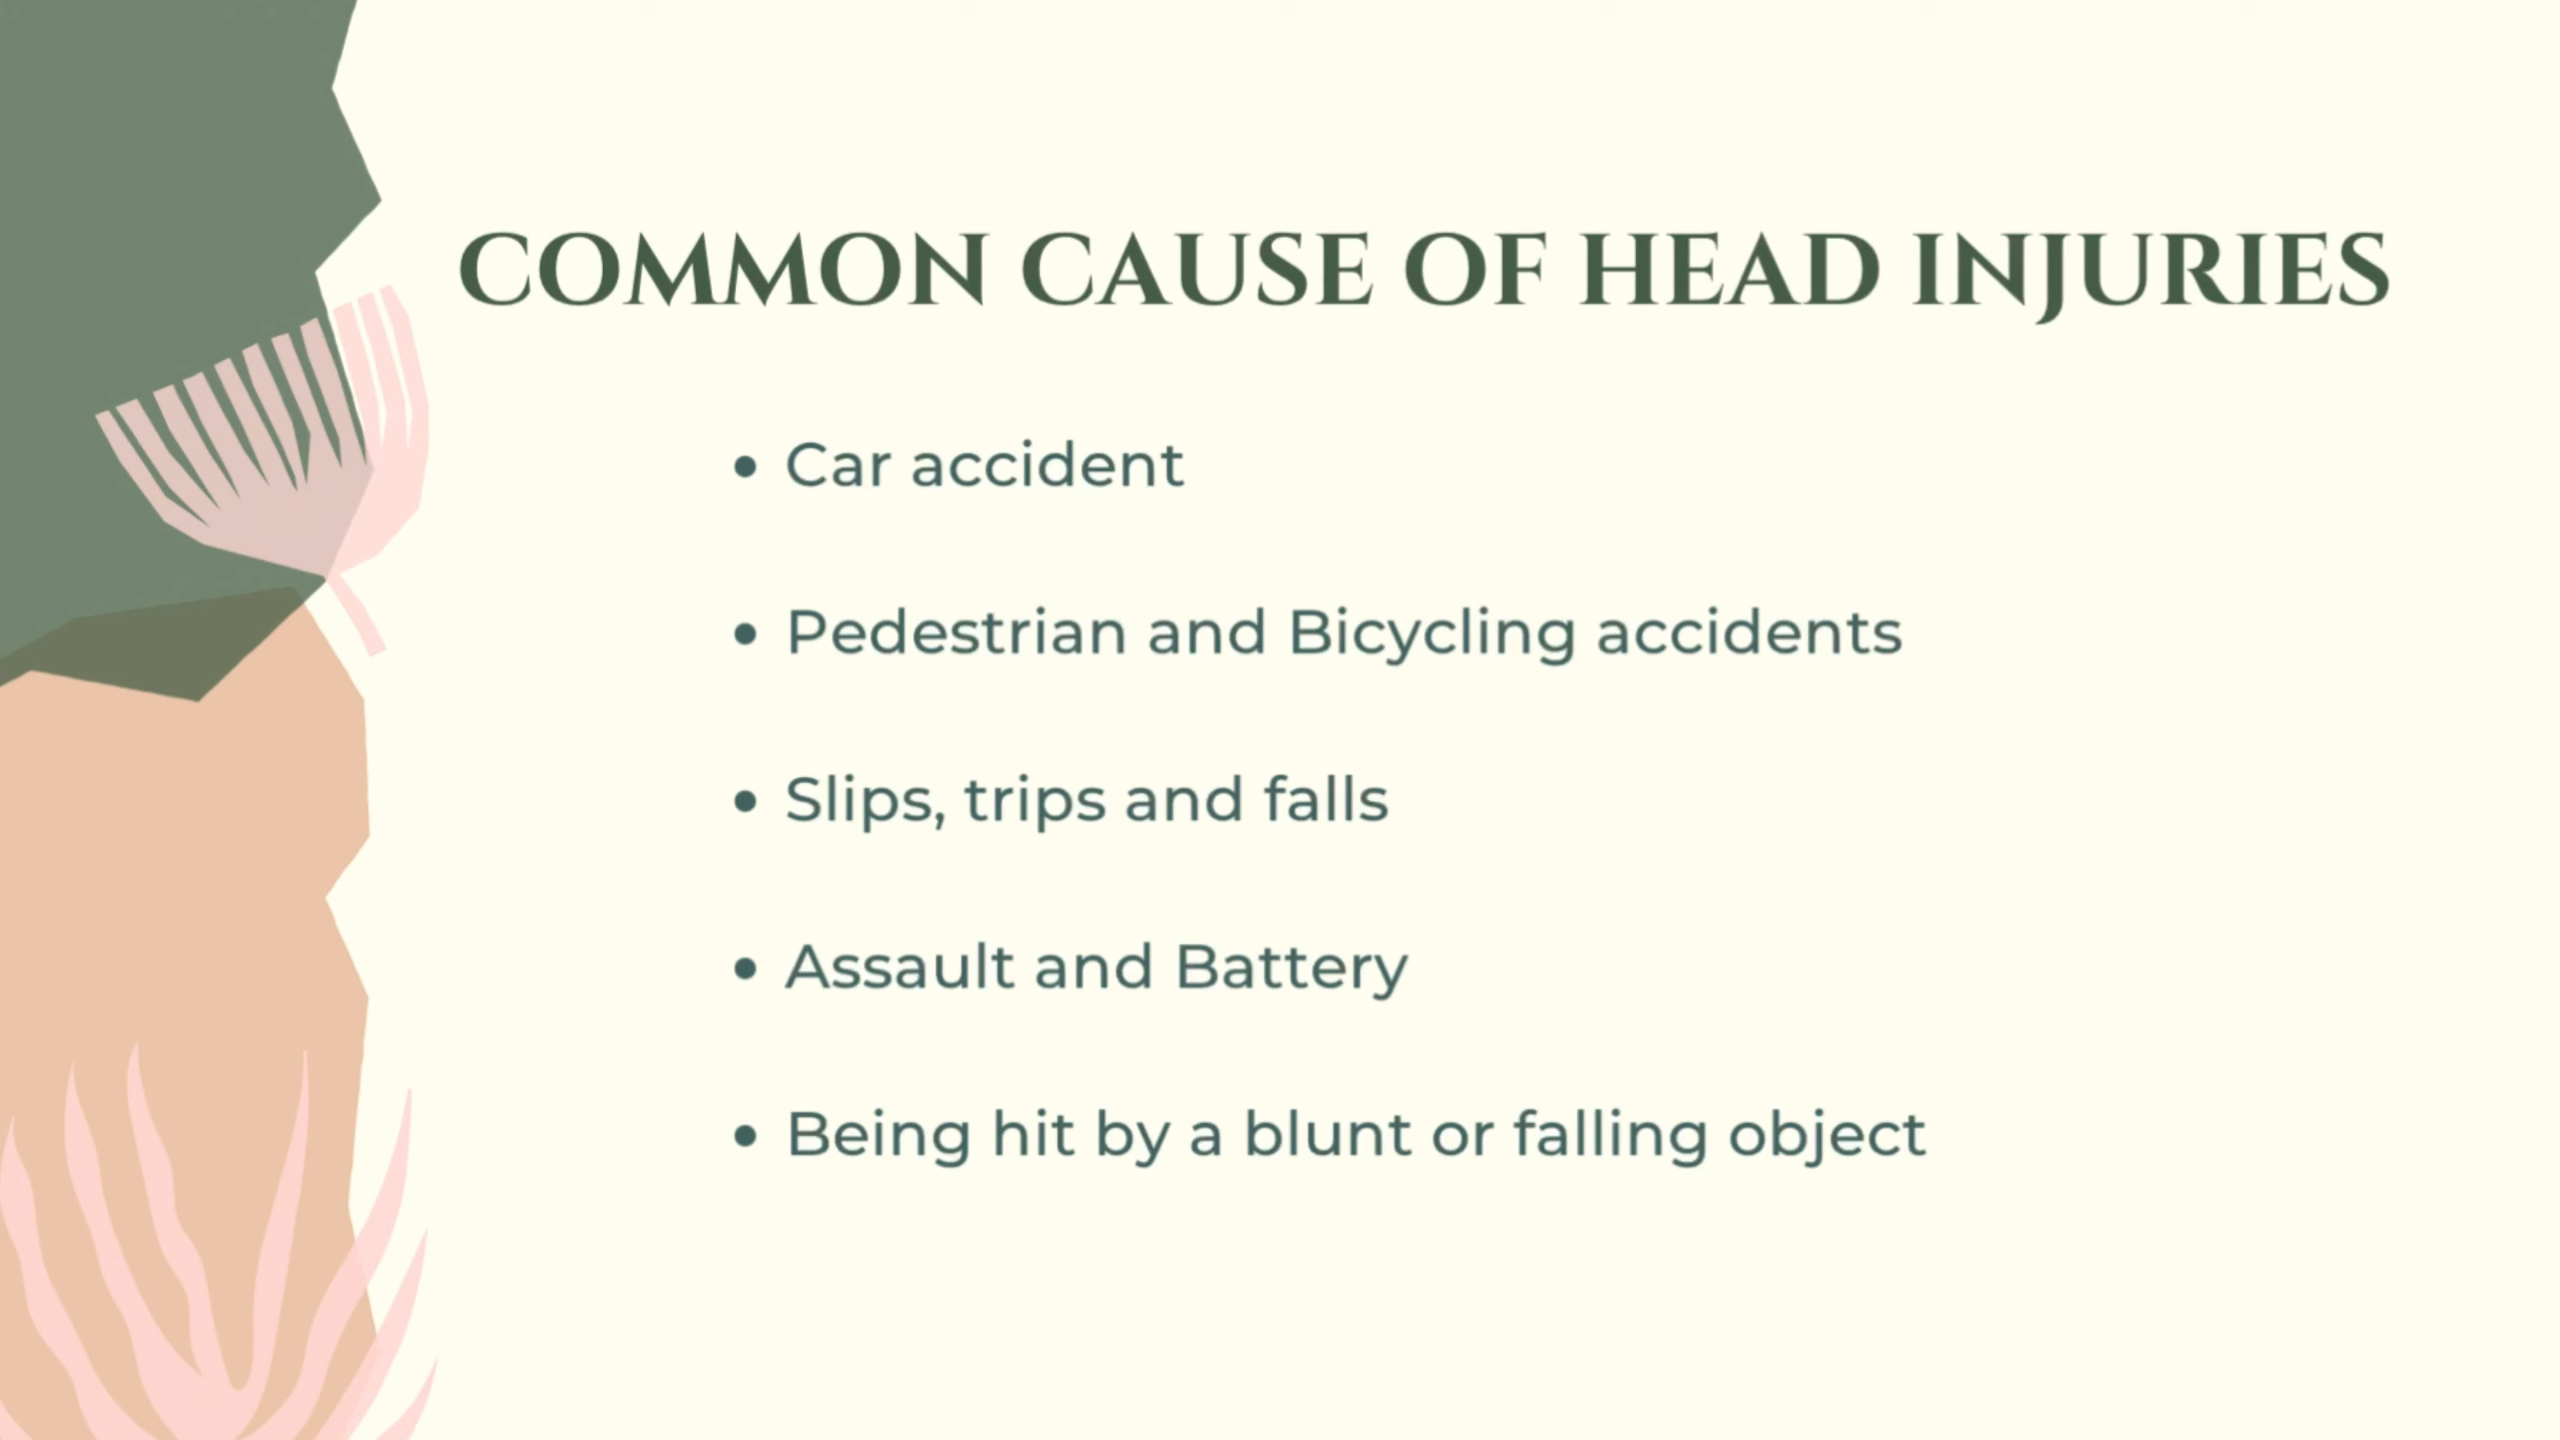 COMMON CAUSE OF HEAD INJURIES
• Car accident
• Pedestrian and Bicycling accidents
• Slips, trips and falls
• Assault and Battery
• Being hit by a blunt or falling object